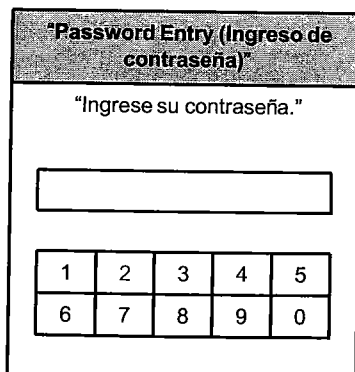 "Password Entry (Ingreso de
contraseña)"
"Ingrese su contraseña."
1 2 3 4 5
6 7 8 9 0